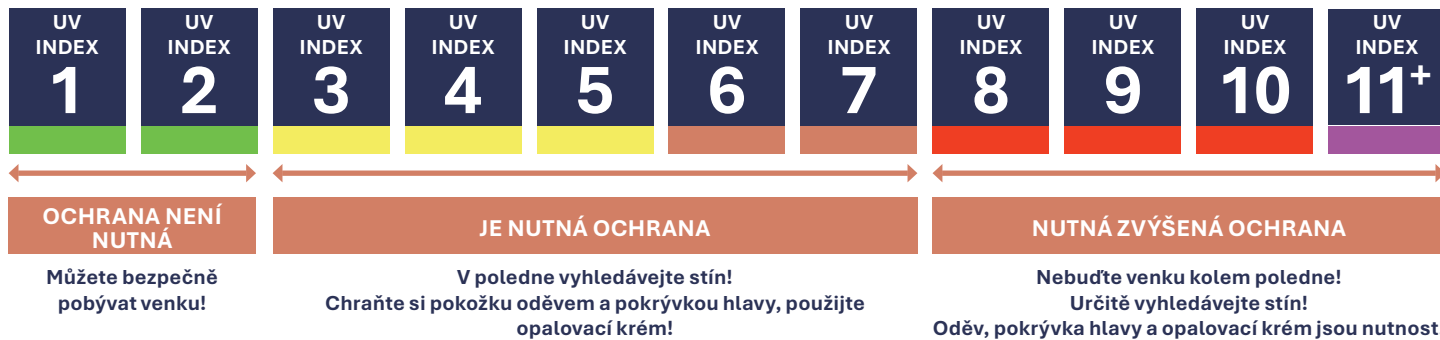 UV INDEX 1
UV INDEX 2
UV INDEX 3
UV INDEX 4
UV INDEX 5
UV INDEX 6
UV INDEX 7
UV INDEX 8
UV INDEX 9
UV INDEX 10
UV INDEX 11+
OCHRANA NENÍ
NUTNÁ
Můžete bezpečně
pobývat venku!
JE NUTNÁ OCHRANA
V poledne vyhledávejte stín!
Chraňte si pokožku oděvem a pokrývkou hlavy, použijte
opalovací krém!
NUTNÁ ZVÝŠENÁ OCHRANA
Nebuďte venku kolem poledne!
Určitě vyhledávejte stín!
Oděv, pokrývka hlavy a opalovací krém jsou nutnost